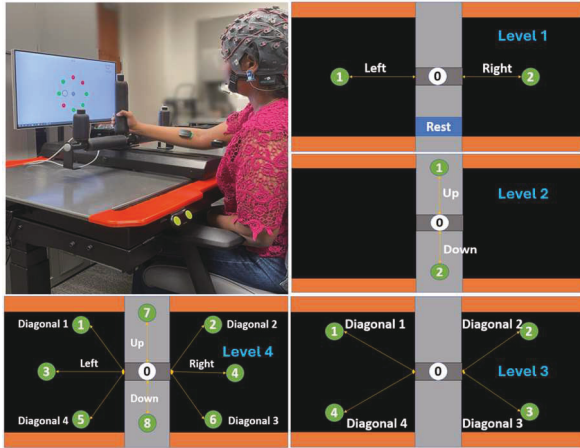 Level 1
1 Left 0 Right 2
Rest
1
Up
Level 2
0
Down
2
7
1 Diagonal 1
Diagonal 2 2
Up
Level 4
3 Left 0 Right 4
Down
Diagonal 4 5
8
6 Diagonal 3
1 Diagonal 1
Diagonal 2 2
0
Level 3
4 Diagonal 4
Diagonal 3 3